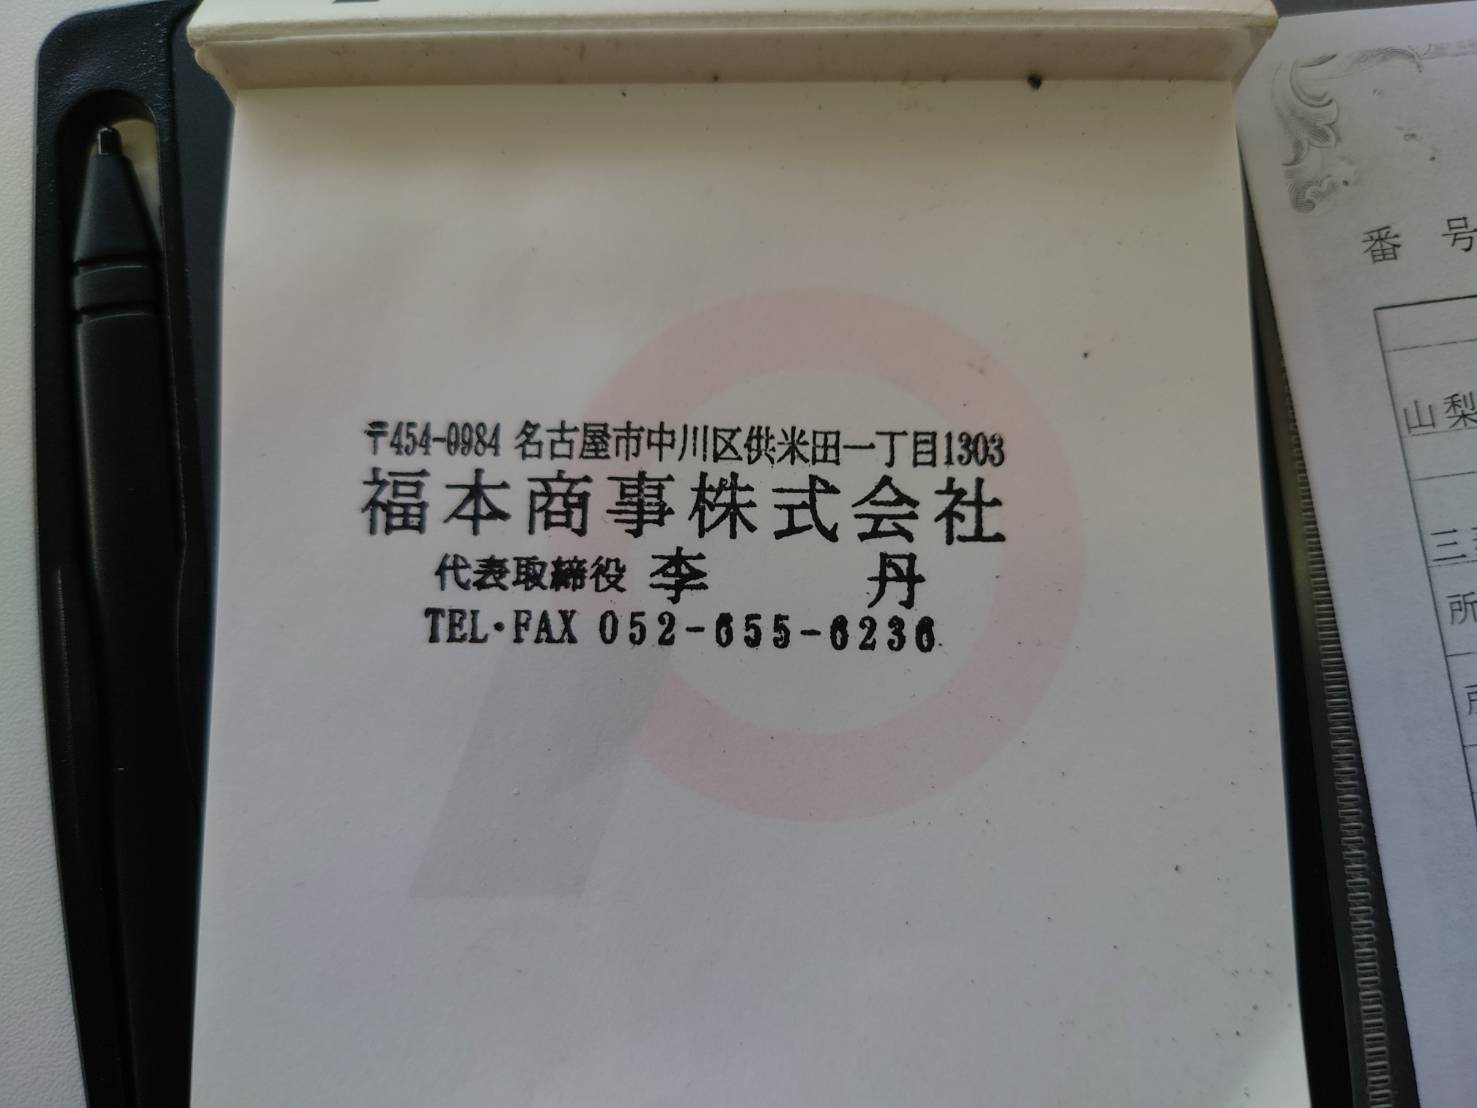 〒454-0984 名古屋市中川区供米田一丁目1303
福本商事株式会社
代表取締役 李 丹
TEL・FAX 052-655-6236
番 号
山梨
三
所